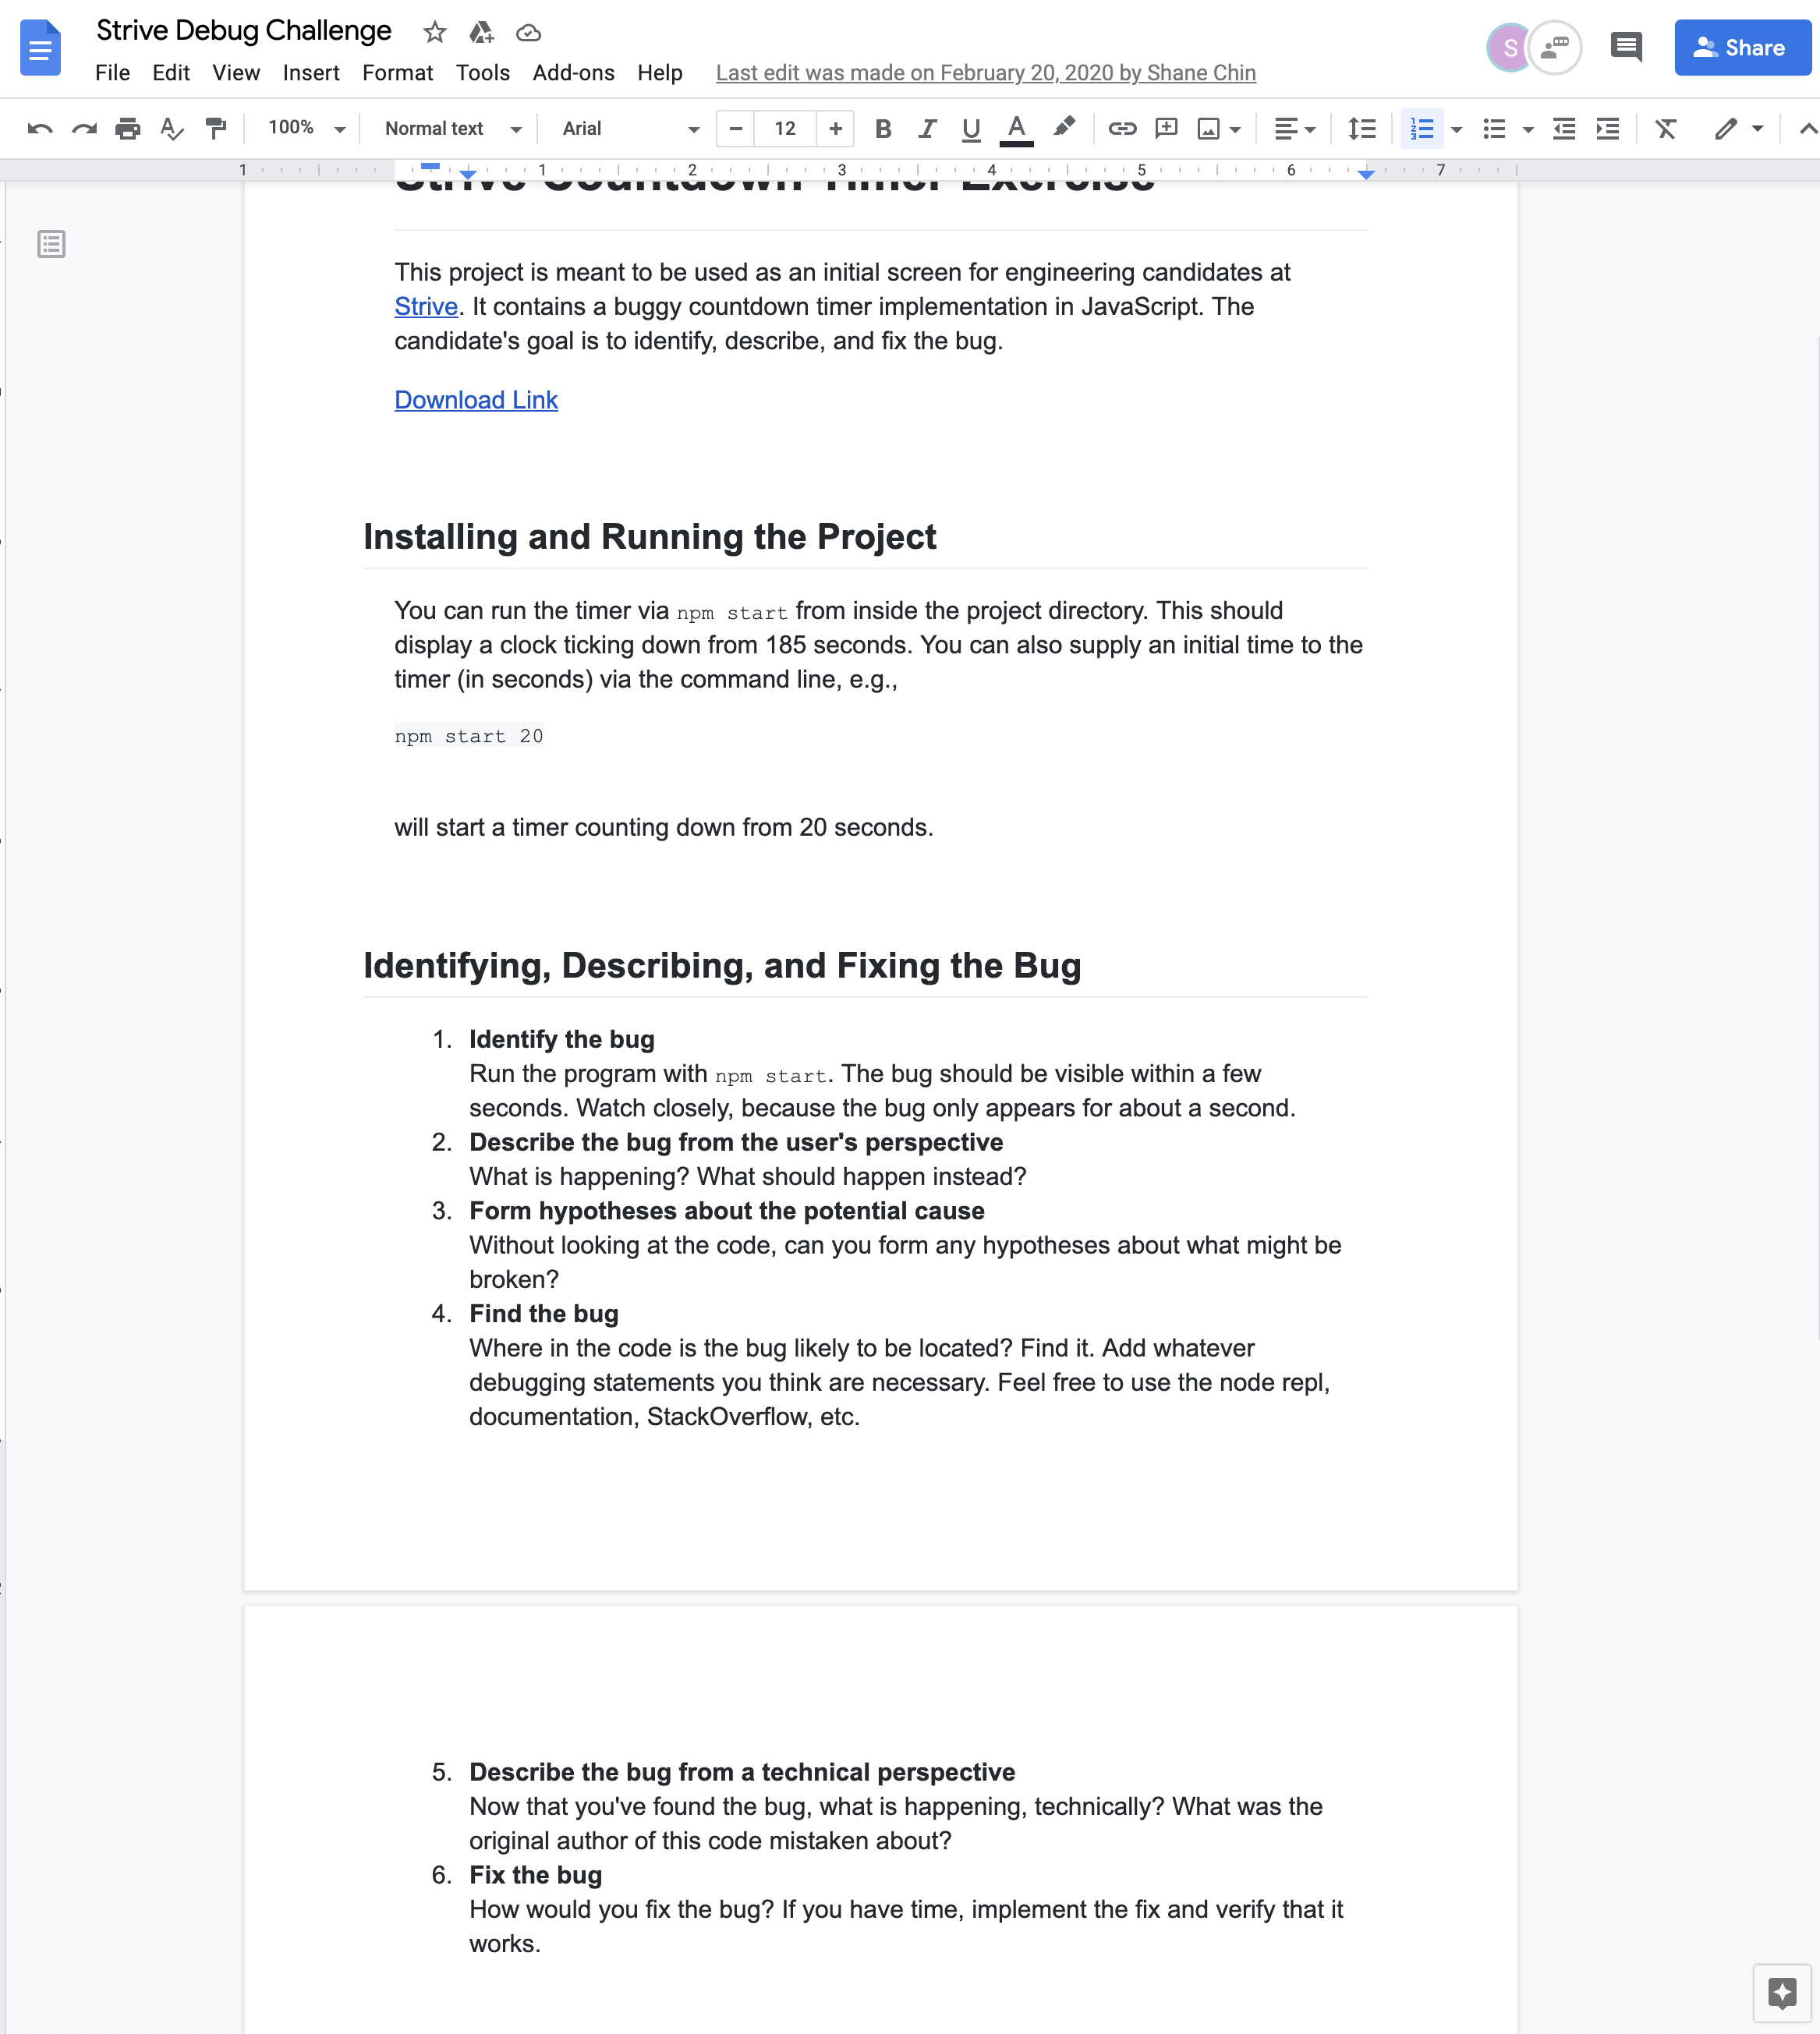 Strive Debug Challenge
File Edit View Insert Format Tools Add-ons Help Last edit was made on February 20, 2020 by Shane Chin
S
Share
100% Normal text Arial 12
1 1 2 3 4 5 6 7
Strive Countdown Timer Exercise
This project is meant to be used as an initial screen for engineering candidates at
Strive. It contains a buggy countdown timer implementation in JavaScript. The
candidate's goal is to identify, describe, and fix the bug.
Download Link
Installing and Running the Project
You can run the timer via npm start from inside the project directory. This should
display a clock ticking down from 185 seconds. You can also supply an initial time to the
timer (in seconds) via the command line, e.g.,
npm start 20
will start a timer counting down from 20 seconds.
Identifying, Describing, and Fixing the Bug
1. Identify the bug
Run the program with npm start. The bug should be visible within a few
seconds. Watch closely, because the bug only appears for about a second.
2. Describe the bug from the user's perspective
What is happening? What should happen instead?
3. Form hypotheses about the potential cause
Without looking at the code, can you form any hypotheses about what might be
broken?
4. Find the bug
Where in the code is the bug likely to be located? Find it. Add whatever
debugging statements you think are necessary. Feel free to use the node repl,
documentation, StackOverflow, etc.
5. Describe the bug from a technical perspective
Now that you've found the bug, what is happening, technically? What was the
original author of this code mistaken about?
6. Fix the bug
How would you fix the bug? If you have time, implement the fix and verify that it
works.